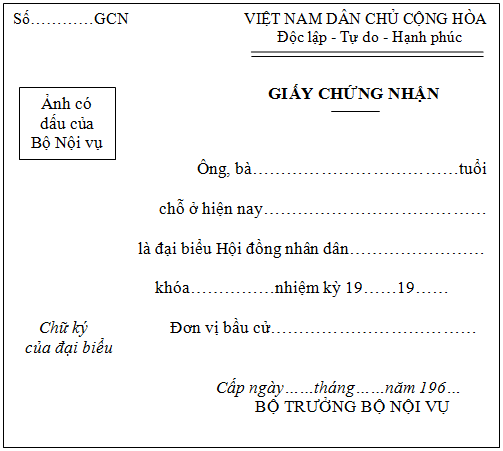 Số…………GCN
VIỆT NAM DÂN CHỦ CỘNG HÒA
Độc lập - Tự do - Hạnh phúc
GIẤY CHỨNG NHẬN
Ảnh có
dấu của
Bộ Nội vụ
Ông, bà………………………………tuổi
chỗ ở hiện nay…………………………………
là đại biểu Hội đồng nhân dân……………………
khóa……………nhiệm kỳ 19……19……
Đơn vị bầu cử………………………………
Chữ ký
của đại biểu
Cấp ngày……tháng……năm 196…
BỘ TRƯỞNG BỘ NỘI VỤ